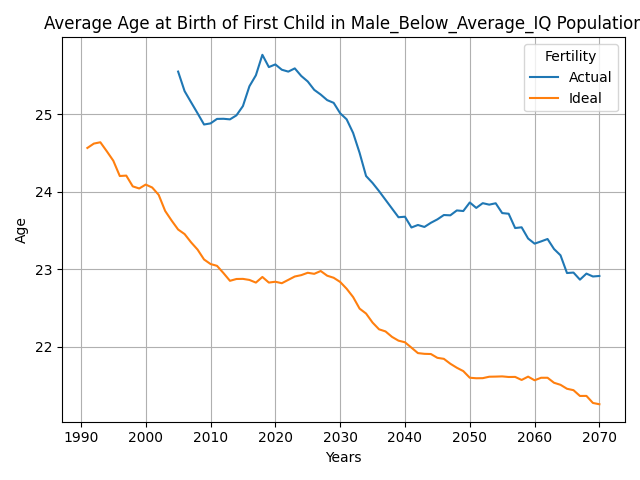 Average Age at Birth of First Child in Male_Below_Average_IQ Population
Fertility
Actual
Ideal
25
24
23
22
Age
1990 2000 2010 2020 2030 2040 2050 2060 2070
Years